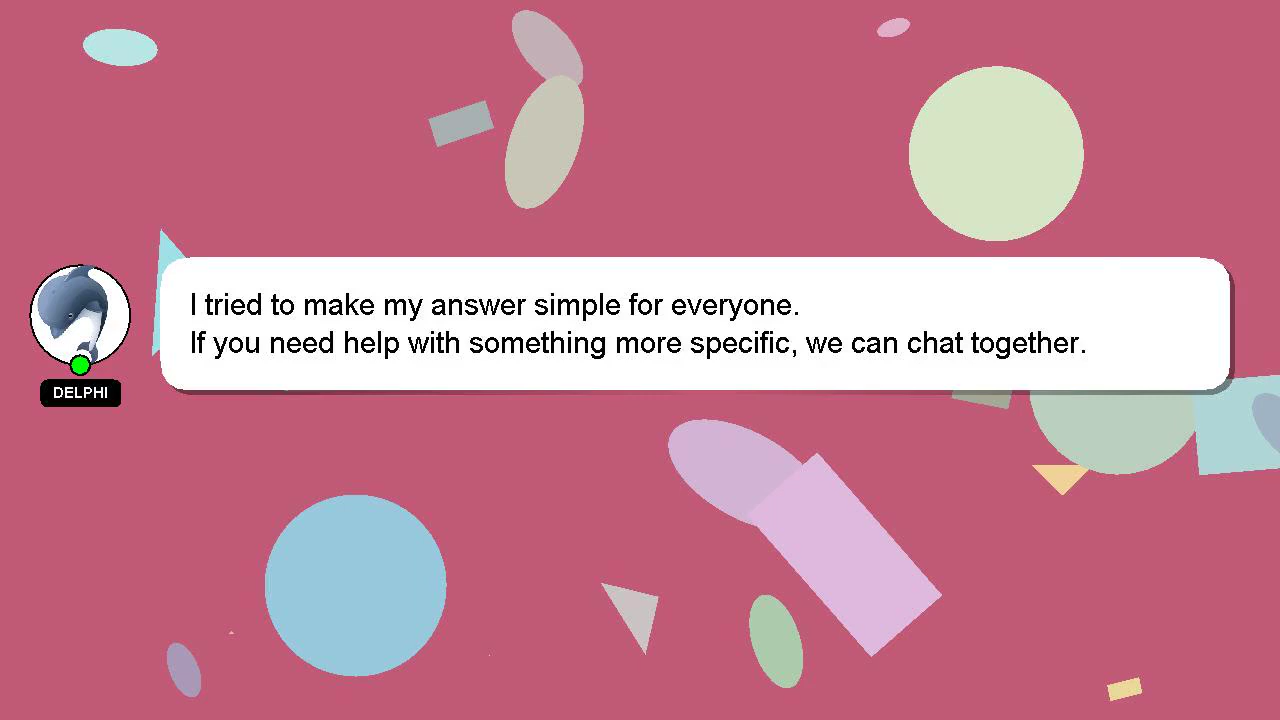 I tried to make my answer simple for everyone.
If you need help with something more specific, we can chat together.
DELPHI